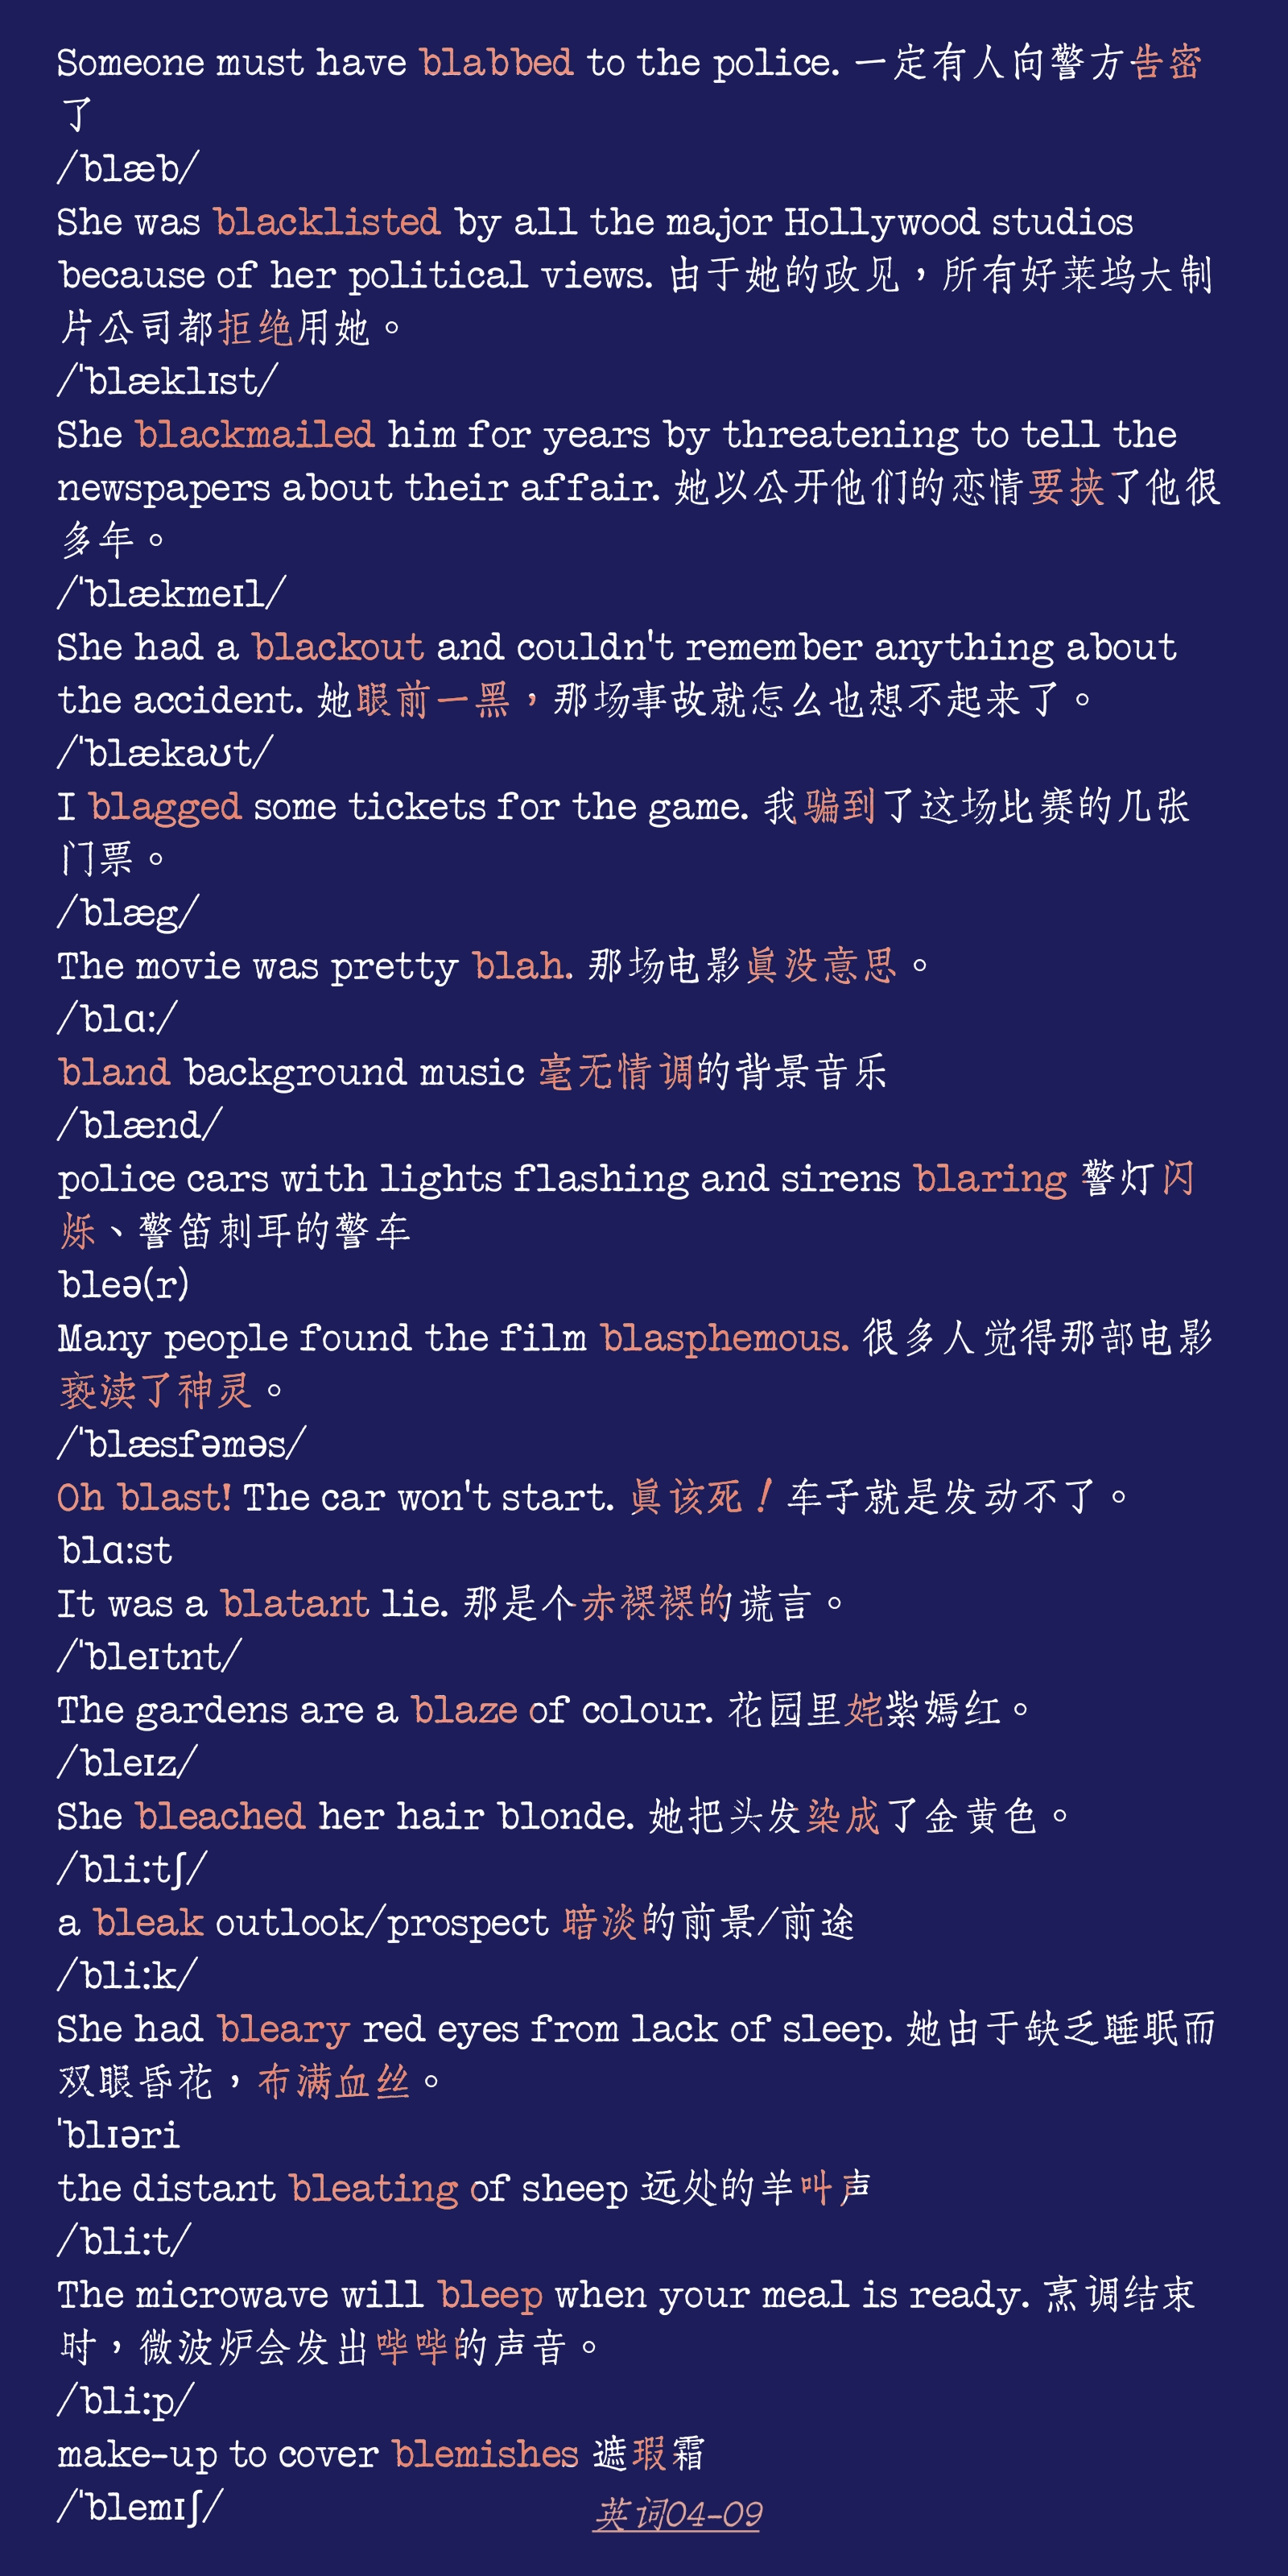 Someone must have blabbed to the police. 一定有人向警方告密
了
/blæb/
She was blacklisted by all the major Hollywood studios
because of her political views. 由于她的政见，所有好莱坞大制
片公司都拒绝用她。
/ˈblæklɪst/
She blackmailed him for years by threatening to tell the
newspapers about their affair. 她以公开他们的恋情要挟了他很
多年。
/ˈblækmeɪl/
She had a blackout and couldn't remember anything about
the accident. 她眼前一黑，那场事故就怎么也想不起来了。
/ˈblækaʊt/
I blagged some tickets for the game. 我骗到了这场比赛的几张
门票。
/blæg/
The movie was pretty blah. 那场电影真没意思。
/blɑː/
bland background music 毫无情调的背景音乐
/blænd/
police cars with lights flashing and sirens blaring 警灯闪
烁、警笛刺耳的警车
bleə(r)
Many people found the film blasphemous. 很多人觉得那部电影
亵渎了神灵。
/ˈblæsfəməs/
Oh blast! The car won't start. 真该死！车子就是发动不了。
blɑːst
It was a blatant lie. 那是个赤裸裸的谎言。
/ˈbleɪtnt/
The gardens are a blaze of colour. 花园里姹紫嫣红。
/bleɪz/
She bleached her hair blonde. 她把头发染成了金黄色。
/bliːtʃ/
a bleak outlook/prospect 暗淡的前景/前途
/bliːk/
She had bleary red eyes from lack of sleep. 她由于缺乏睡眠而
双眼昏花，布满血丝。
ˈblɪəri
the distant bleating of sheep 远处的羊叫声
/bliːt/
The microwave will bleep when your meal is ready. 烹调结束
时，微波炉会发出哔哔的声音。
/bliːp/
make-up to cover blemishes 遮瑕霜
/ˈblemɪʃ/
英词04-09